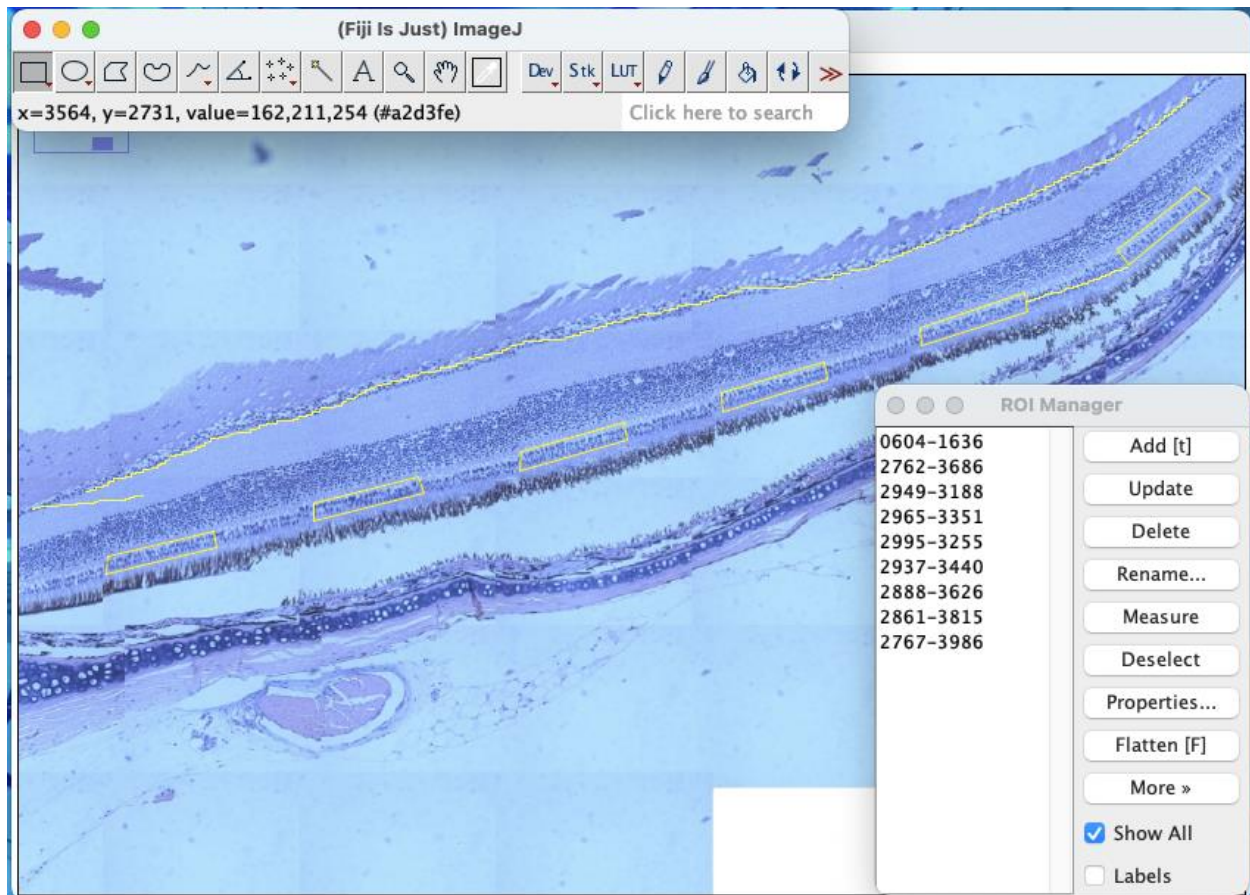 (Fiji Is Just) ImageJ
A Dev Stk LUT >>
x=3564, y=2731, value=162,211,254 (#a2d3fe)
Click here to search
ROI Manager
0604-1636
2762-3686
2949-3188
2965-3351
2995-3255
2937-3440
2888-3626
2861-3815
2767-3986
Add [t]
Update
Delete
Rename...
Measure
Deselect
Properties...
Flatten [F]
More »
Show All
Labels